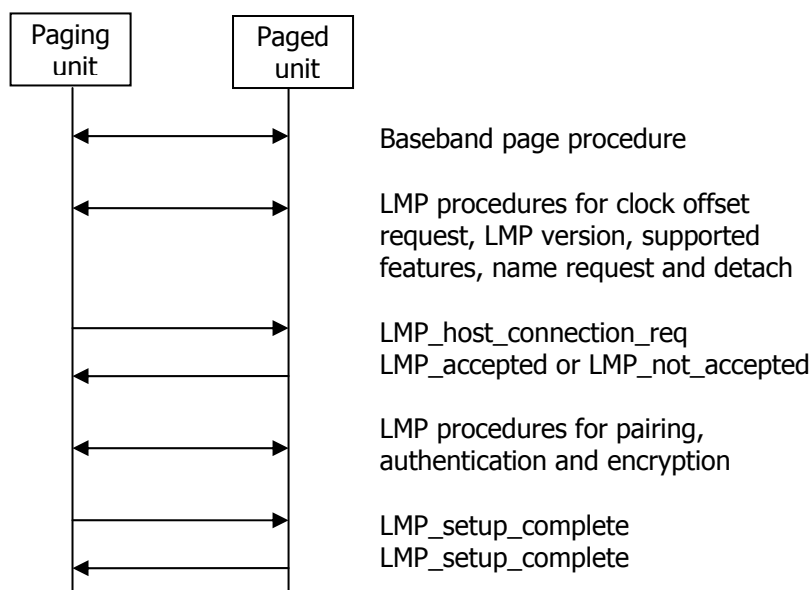 Paging
unit
Paged
unit
Baseband page procedure
LMP procedures for clock offset
request, LMP version, supported
features, name request and detach
LMP_host_connection_req
LMP_accepted or LMP_not_accepted
LMP procedures for pairing,
authentication and encryption
LMP_setup_complete
LMP_setup_complete